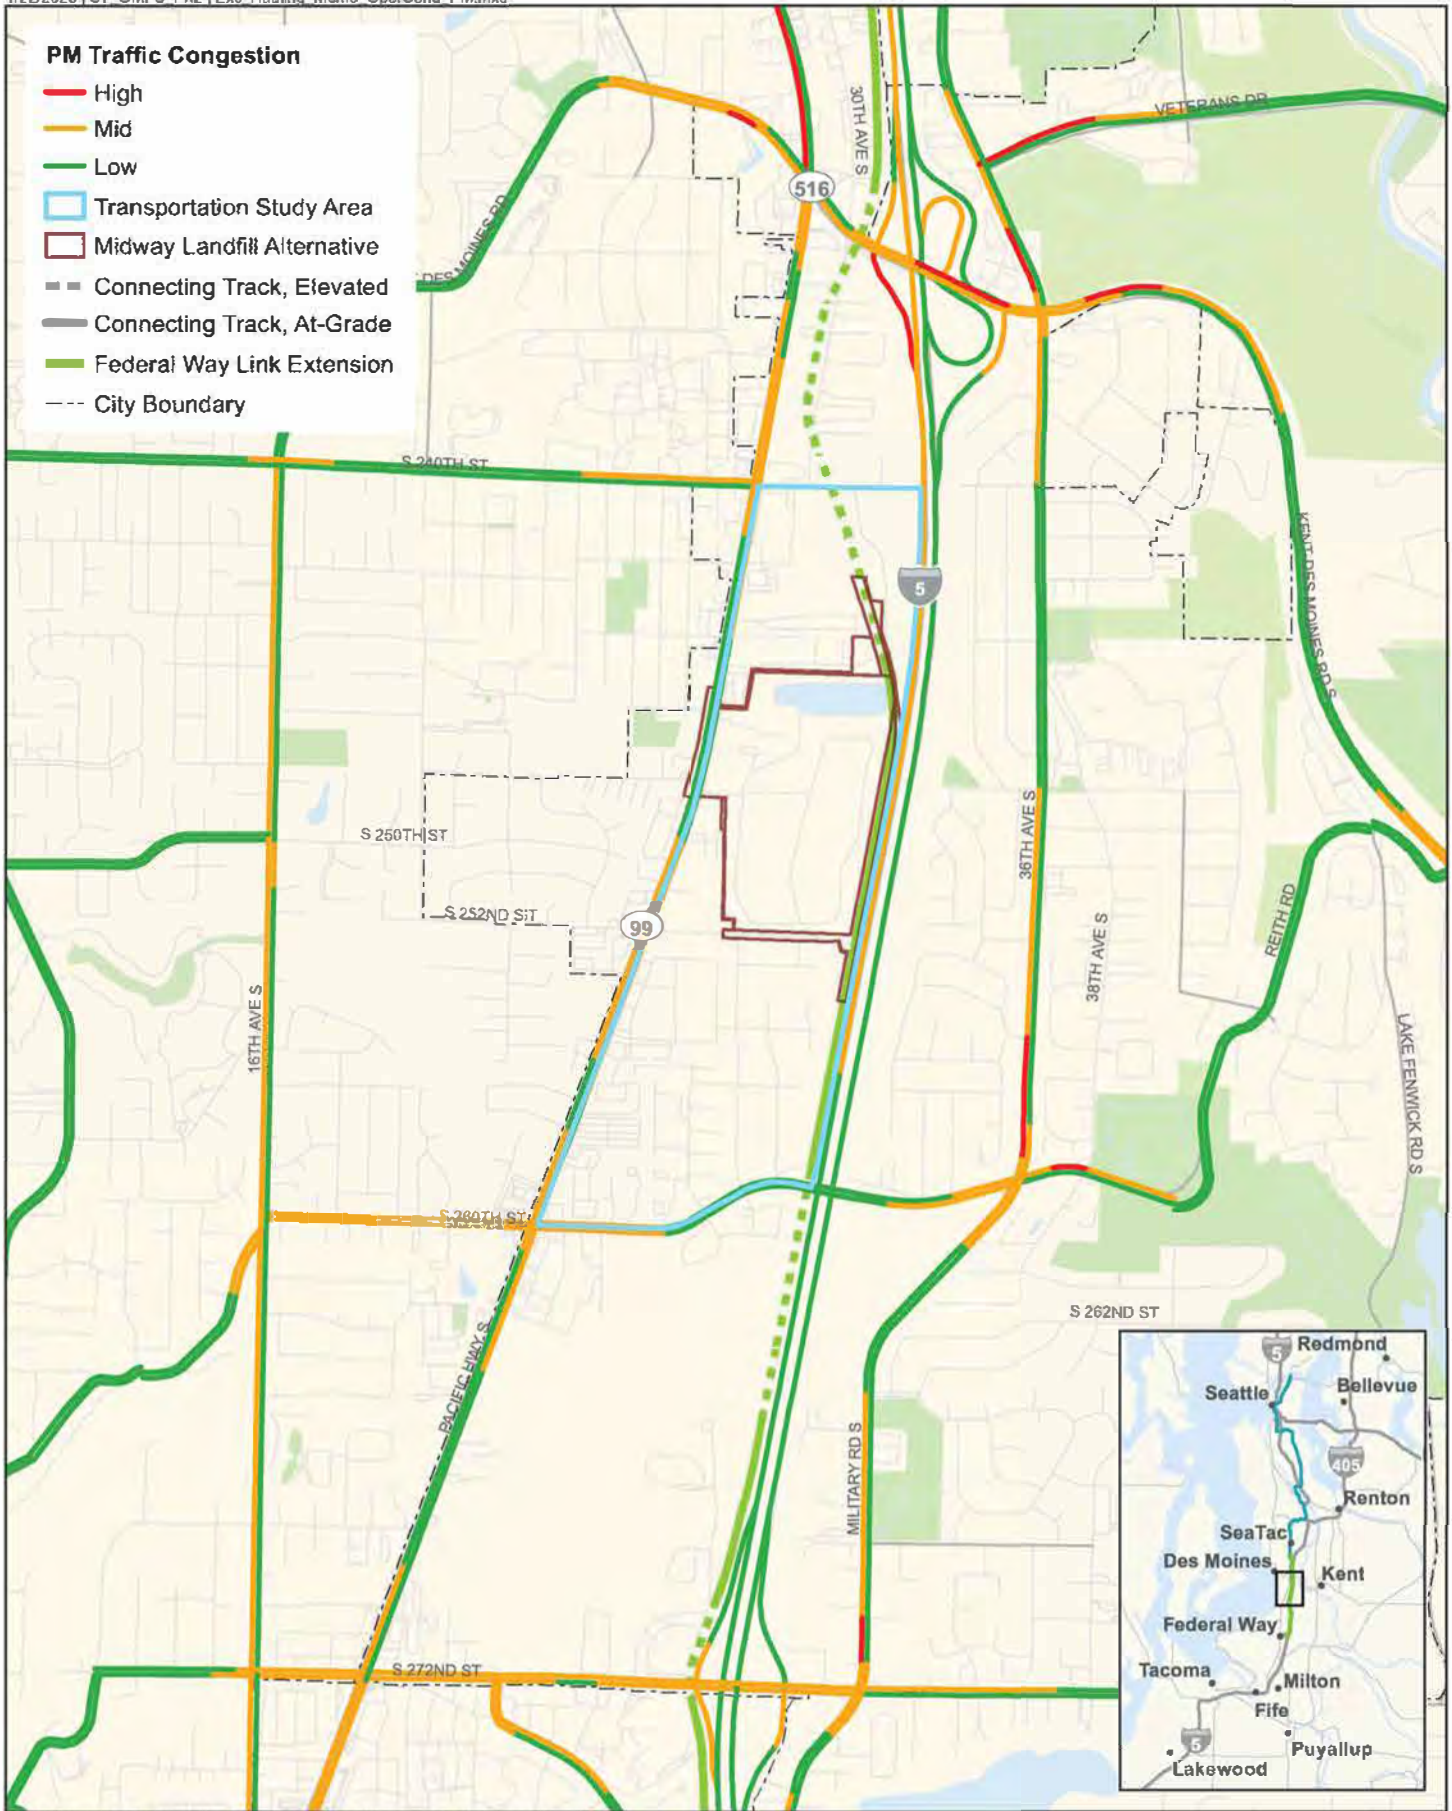 PM Traffic Congestion
High
Mid
Low
Transportation Study Area
Midway Landfill Alternative
Connecting Track, Elevated
Connecting Track, At-Grade
Federal Way Link Extension
City Boundary
30TH AVE S
VETERANS DR
516
DES MOINES RD
S 240TH ST
5
KENT-DES MOINES RD S
S 250TH ST
36TH AVE S
S 252ND ST
99
REITH RD
38TH AVE S
16TH AVE S
LAKE FENWICK RD S
S 260TH ST
S 262ND ST
PACIFIC HWY S
MILITARY RD S
S 272ND ST
5
Redmond
Seattle
Bellevue
405
Renton
SeaTac
Des Moines
Kent
Federal Way
Tacoma
Milton
Fife
5
Puyallup
Lakewood